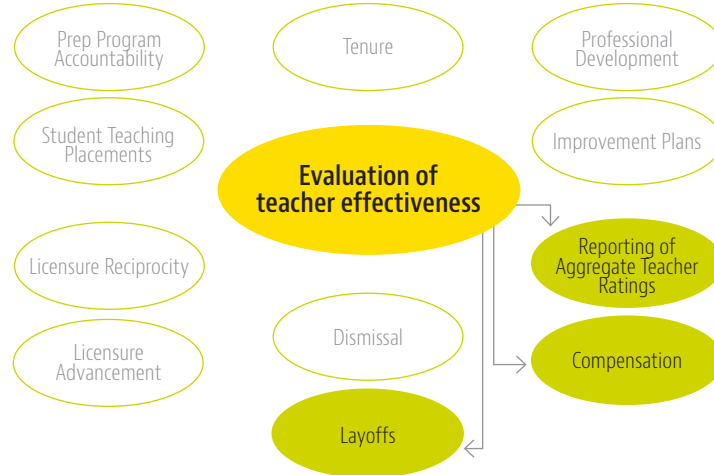 Prep Program
Accountability
Tenure
Professional
Development
Student Teaching
Placements
Improvement Plans
Evaluation of
teacher effectiveness
Licensure Reciprocity
Reporting of
Aggregate Teacher
Ratings
Licensure
Advancement
Dismissal
Compensation
Layoffs